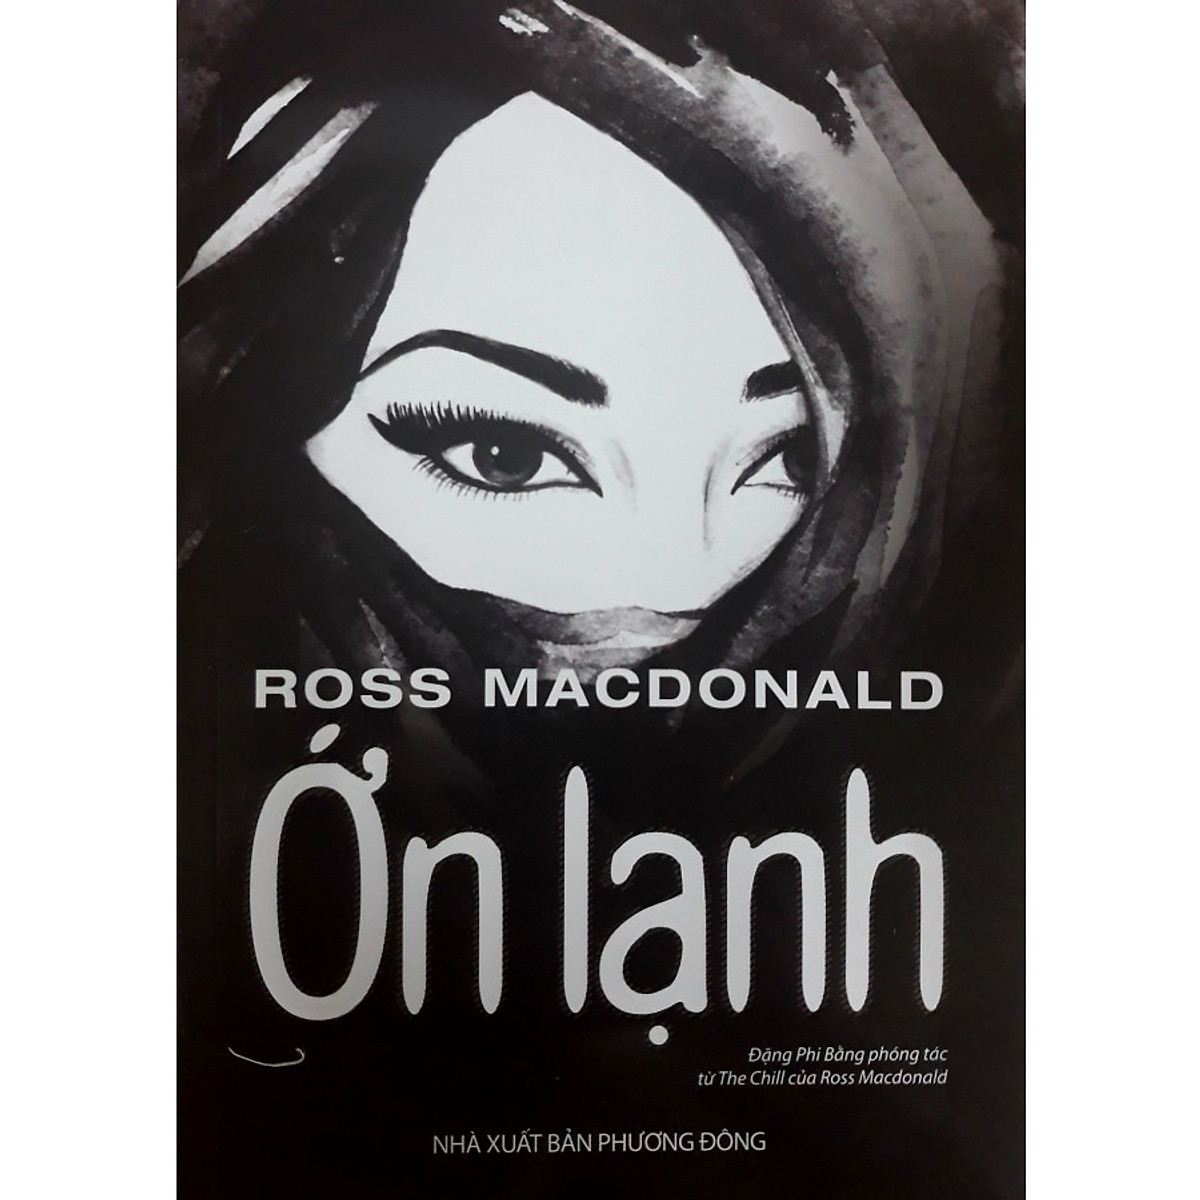 ROSS MACDONALD
Ớn lạnh
Đặng Phi Bằng phóng tác
từ The Chill của Ross Macdonald
NHÀ XUẤT BẢN PHƯƠNG ĐÔNG